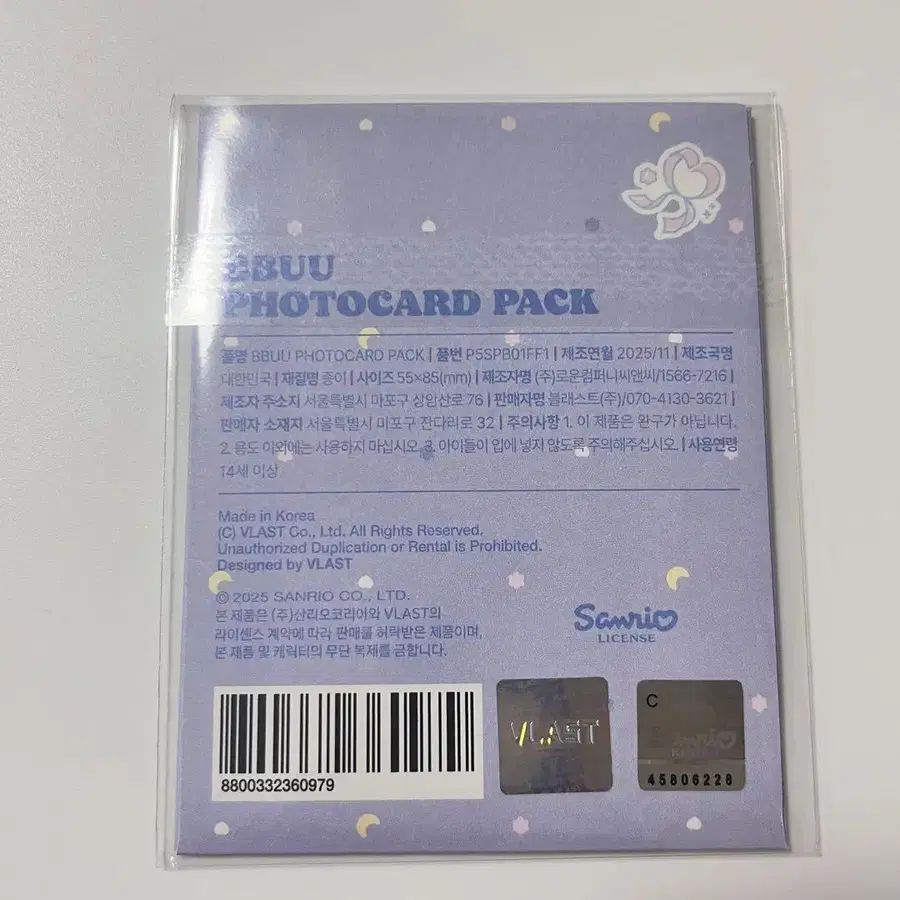 BBUU
PHOTOCARD PACK
품명 BBUU PHOTOCARD PACK | 품번 P5SPB01FF1 | 제조연월 2025/11 | 제조국명
대한민국 | 재질명 종이 | 사이즈 55×85(mm) | 제조자명 (주)로운컴퍼니씨앤씨/1566-7216 |
제조자 주소지 서울특별시 마포구 상암산로 76 | 판매자명 블래스트(주)/070-4130-3621 |
판매자 소재지 서울특별시 마포구 잔다리로 32 | 주의사항 1. 이 제품은 완구가 아닙니다.
2. 용도 이외에는 사용하지 마십시오. 3. 아이들이 입에 넣지 않도록 주의해주십시오. | 사용연령
14세 이상
Made in Korea
(C) VLAST Co., Ltd. All Rights Reserved.
Unauthorized Duplication or Rental is Prohibited.
Designed by VLAST
© 2025 SANRIO CO., LTD.
본 제품은 (주)산리오코리아와 VLAST의
라이센스 계약에 따라 판매를 허락받은 제품이며,
본 제품 및 캐릭터의 무단 복제를 금합니다.
Sanrio
LICENSE
8800332360979
VLAST
C
Sanrio
45806228